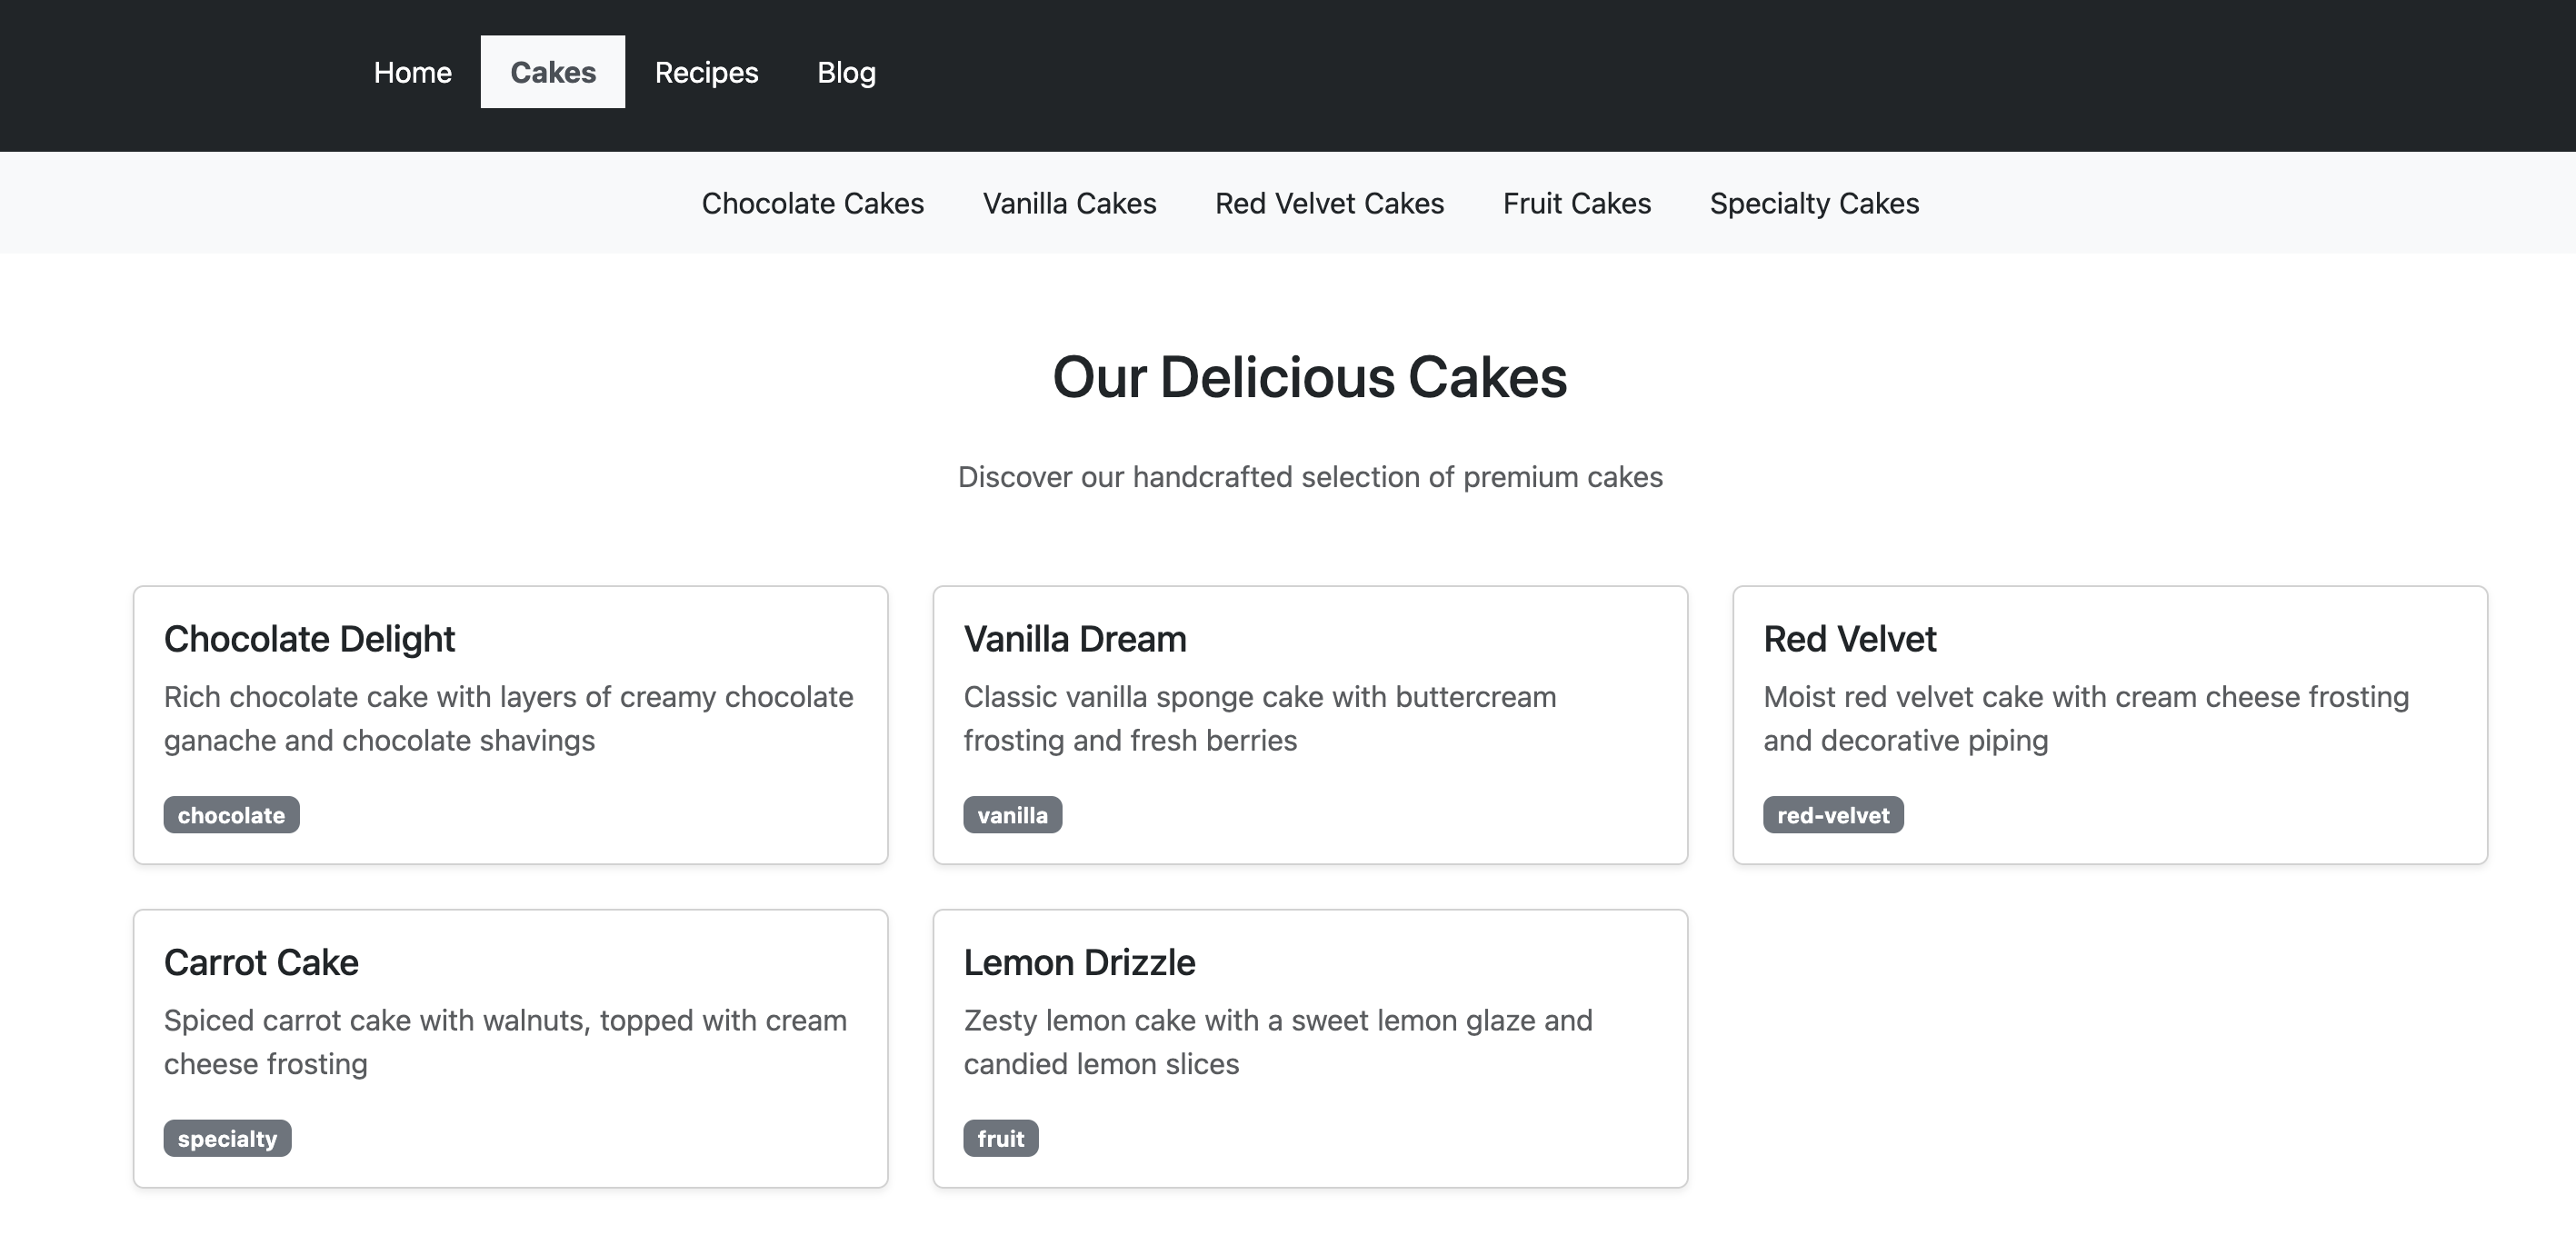 Home Cakes Recipes Blog
Chocolate Cakes Vanilla Cakes Red Velvet Cakes Fruit Cakes Specialty Cakes
Our Delicious Cakes
Discover our handcrafted selection of premium cakes
Chocolate Delight
Rich chocolate cake with layers of creamy chocolate
ganache and chocolate shavings
chocolate
Vanilla Dream
Classic vanilla sponge cake with buttercream
frosting and fresh berries
vanilla
Red Velvet
Moist red velvet cake with cream cheese frosting
and decorative piping
red-velvet
Carrot Cake
Spiced carrot cake with walnuts, topped with cream
cheese frosting
specialty
Lemon Drizzle
Zesty lemon cake with a sweet lemon glaze and
candied lemon slices
fruit